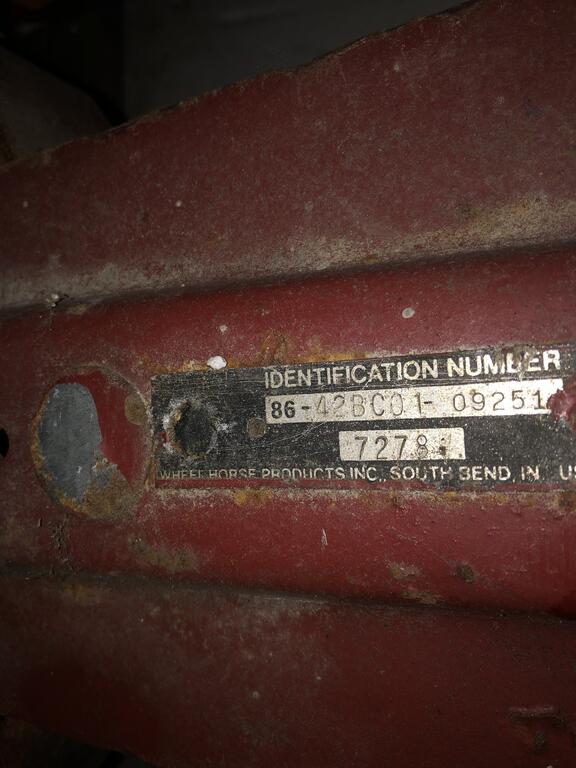 IDENTIFICATION NUMBER
86-42BC01- 09251
7278
WHEEL HORSE PRODUCTS INC., SOUTH BEND, IN.